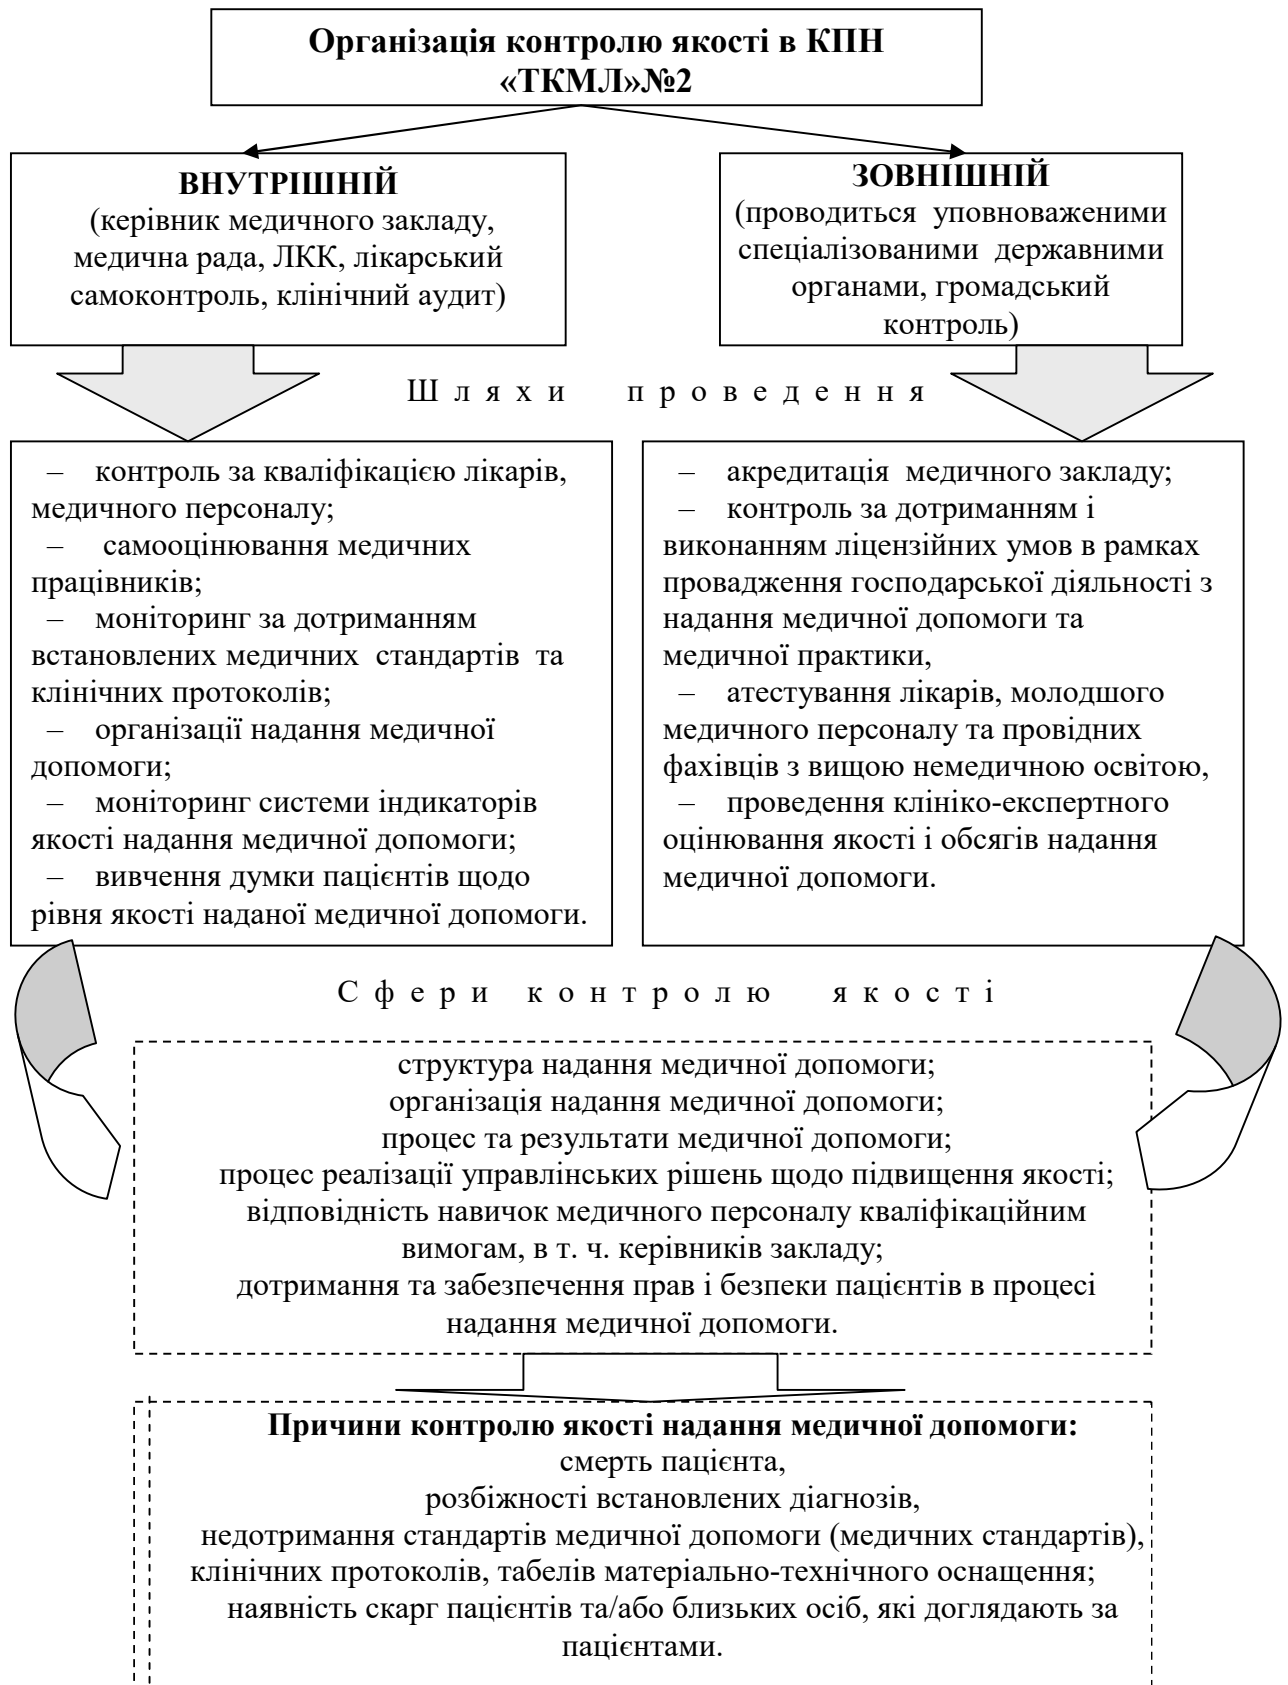 Організація контролю якості в КПН
«ТКМЛ»№2
ВНУТРІШНІЙ
(керівник медичного закладу,
медична рада, ЛКК, лікарський
самоконтроль, клінічний аудит)
ЗОВНІШНІЙ
(проводиться уповноваженими
спеціалізованими державними
органами, громадський
контроль)
Шляхи проведення
– контроль за кваліфікацією лікарів,
медичного персоналу;
– самооцінювання медичних
працівників;
– моніторинг за дотриманням
встановлених медичних стандартів та
клінічних протоколів;
– організації надання медичної
допомоги;
– моніторинг системи індикаторів
якості надання медичної допомоги;
– вивчення думки пацієнтів щодо
рівня якості наданої медичної допомоги.
– акредитація медичного закладу;
– контроль за дотриманням і
виконанням ліцензійних умов в рамках
провадження господарської діяльності з
надання медичної допомоги та
медичної практики,
– атестування лікарів, молодшого
медичного персоналу та провідних
фахівців з вищою немедичною освітою,
– проведення клініко-експертного
оцінювання якості і обсягів надання
медичної допомоги.
Сфери контролю якості
структура надання медичної допомоги;
організація надання медичної допомоги;
процес та результати медичної допомоги;
процес реалізації управлінських рішень щодо підвищення якості;
відповідність навичок медичного персоналу кваліфікаційним
вимогам, в т. ч. керівників закладу;
дотримання та забезпечення прав і безпеки пацієнтів в процесі
надання медичної допомоги.
Причини контролю якості надання медичної допомоги:
смерть пацієнта,
розбіжності встановлених діагнозів,
недотримання стандартів медичної допомоги (медичних стандартів),
клінічних протоколів, табелів матеріально-технічного оснащення;
наявність скарг пацієнтів та/або близьких осіб, які доглядають за
пацієнтами.